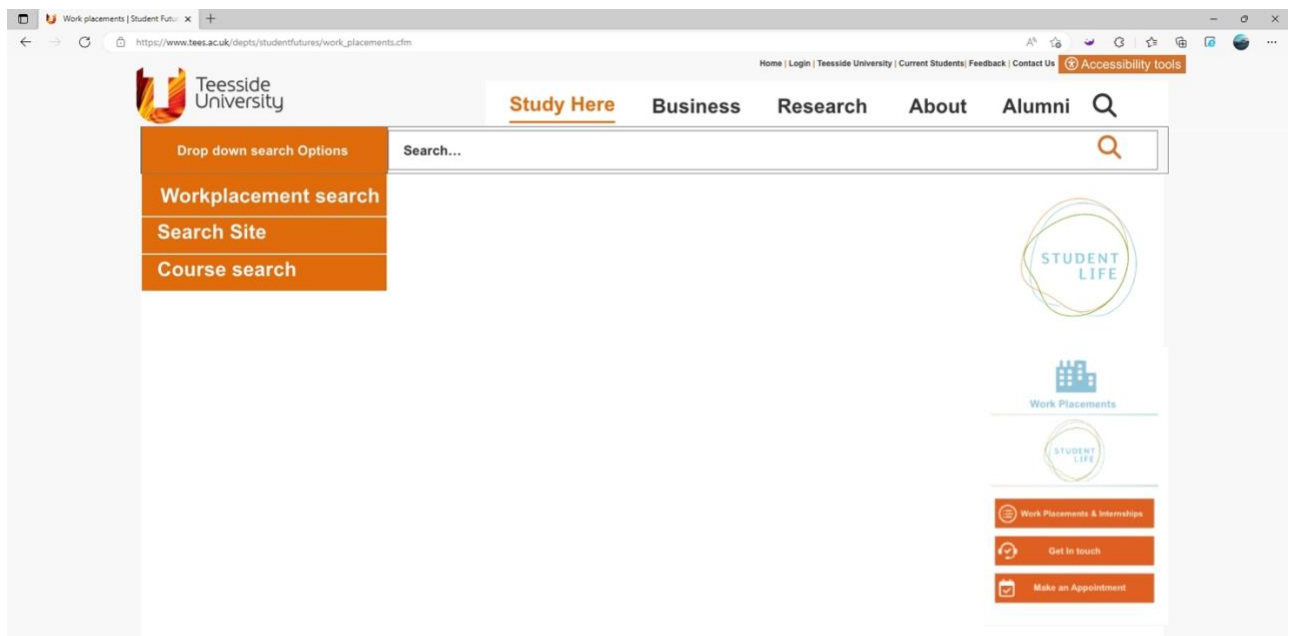 Work placements | Student Futu
https://www.tees.ac.uk/depts/studentfutures/work_placements.cfm
Home | Login | Teesside University | Current Students| Feedback | Contact Us
Accessibility tools
Teesside
University
Study Here Business Research About Alumni
Drop down search Options
Search...
Workplacement search
Search Site
Course search
STUDENT
LIFE
Work Placements
STUDENT
LIFE
Work Placements & Internships
Get In touch
Make an Appointment